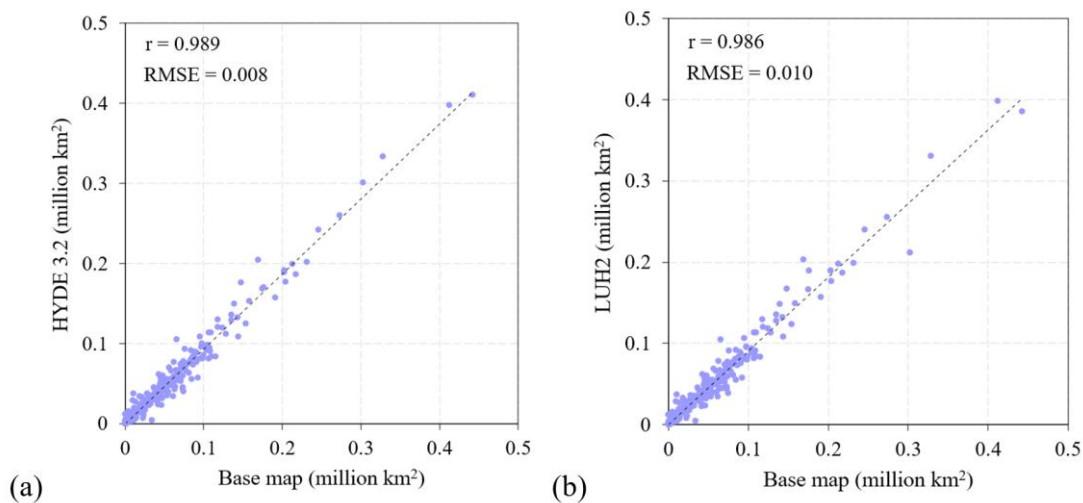 0.5
r = 0.989
RMSE = 0.008
0.4
0.3
0.2
0.1
0
HYDE 3.2 (million km²)
0 0.1 0.2 0.3 0.4 0.5
Base map (million km²)
(a)
0.5
r = 0.986
RMSE = 0.010
0.4
0.3
0.2
0.1
0
LUH2 (million km²)
0 0.1 0.2 0.3 0.4 0.5
Base map (million km²)
(b)